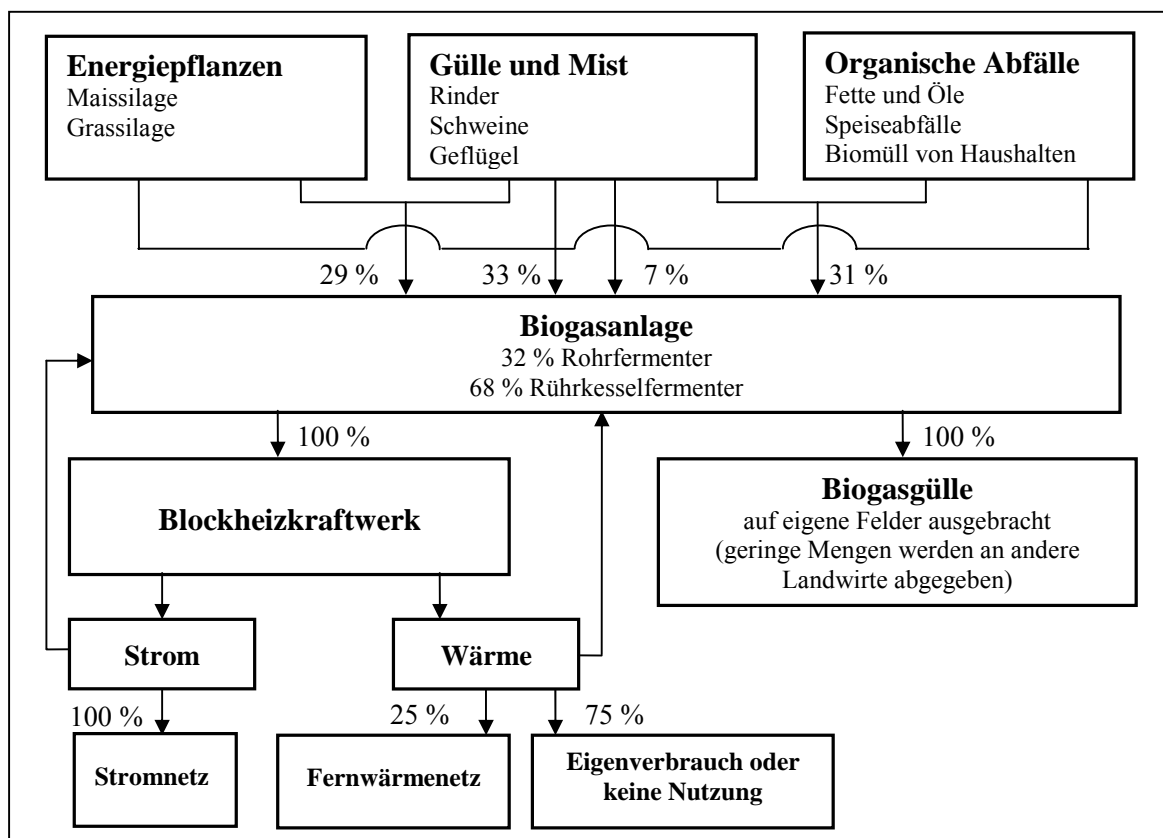 Energiepflanzen
Maissilage
Grassilage
Gülle und Mist
Rinder
Schweine
Geflügel
Organische Abfälle
Fette und Öle
Speiseabfälle
Biomüll von Haushalten
29 %
33 %
7 %
31 %
Biogasanlage
32 % Rohrfermenter
68 % Rührkesselfermenter
100 %
100 %
Blockheizkraftwerk
Biogasgülle
auf eigene Felder ausgebracht
(geringe Mengen werden an andere
Landwirte abgegeben)
Strom
Wärme
100 %
25 %
75 %
Stromnetz
Fernwärmenetz
Eigenverbrauch oder
keine Nutzung